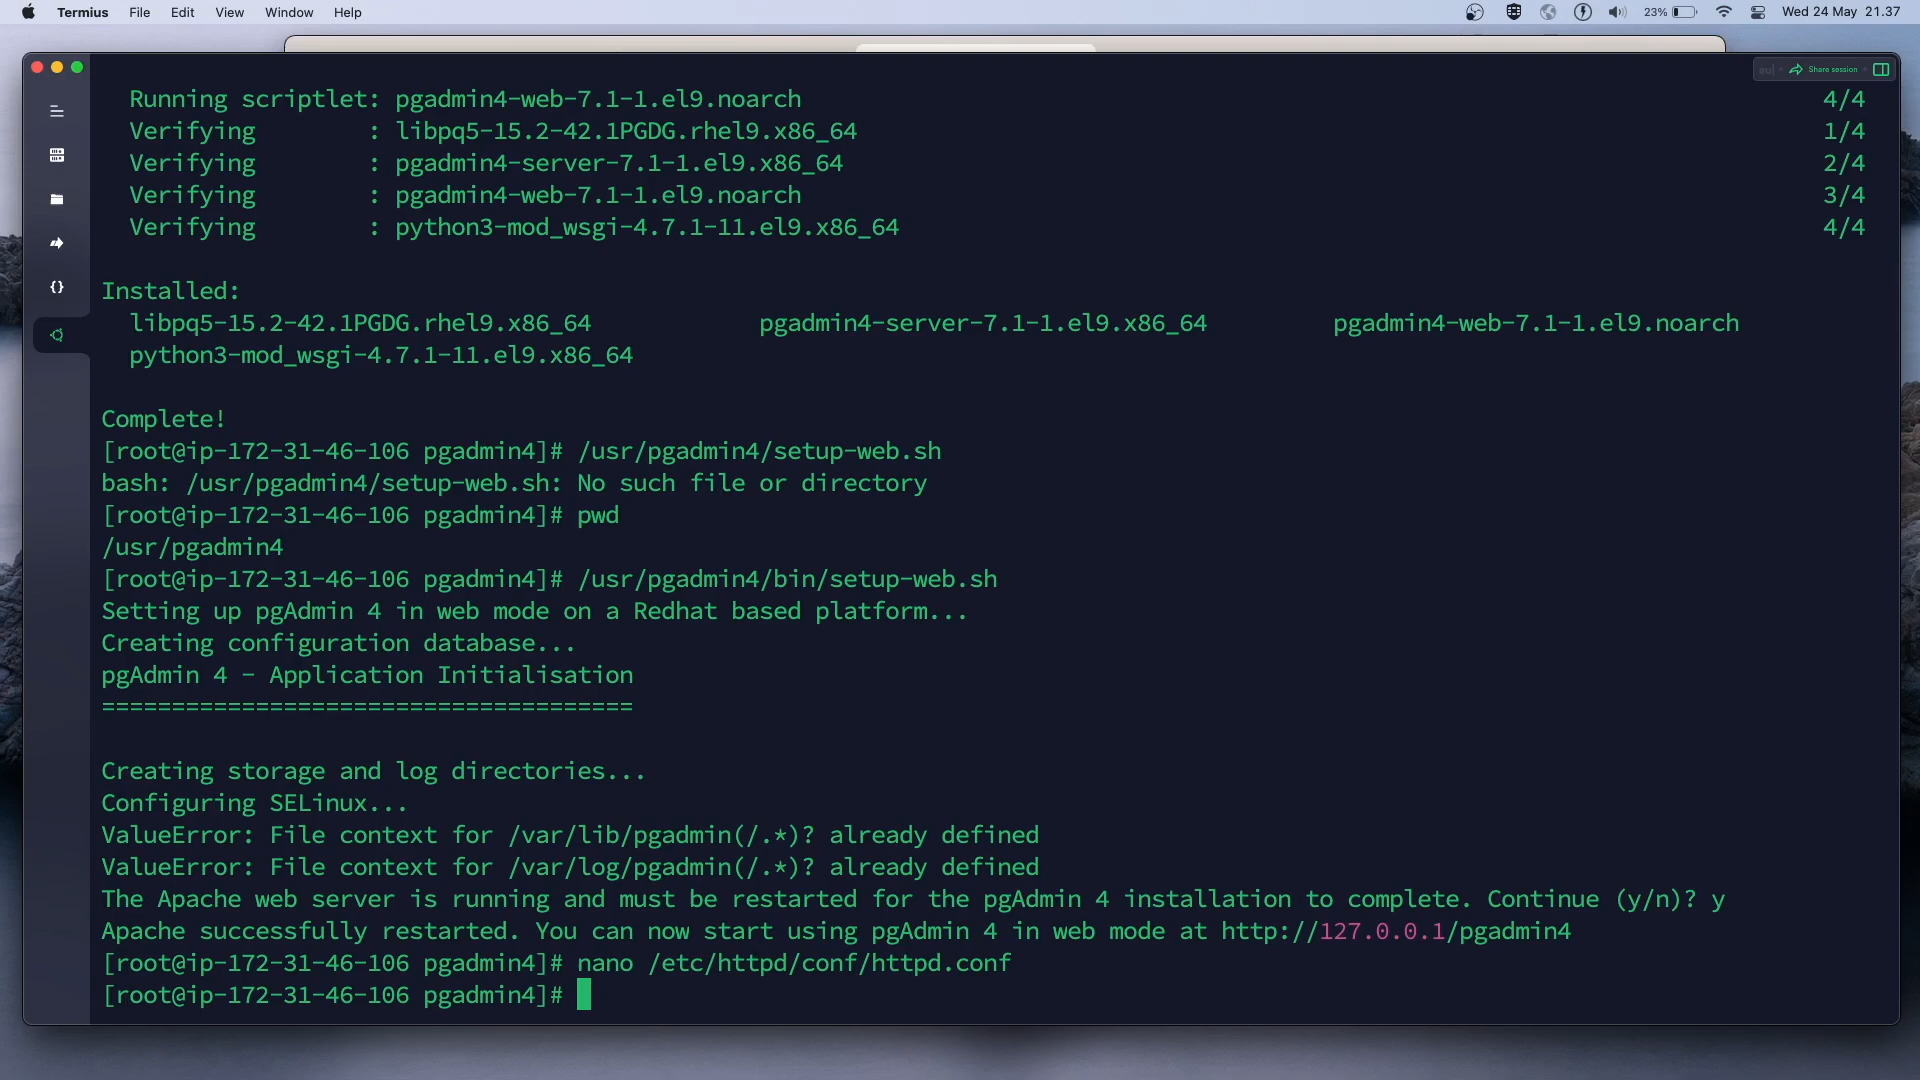 Termius File Edit View Window Help 23% Wed 24 May 21.37
Share session
Running scriptlet: pgadmin4-web-7.1-1.el9.noarch 4/4
Verifying : libpq5-15.2-42.1PGDG.rhel9.x86_64 1/4
Verifying : pgadmin4-server-7.1-1.el9.x86_64 2/4
Verifying : pgadmin4-web-7.1-1.el9.noarch 3/4
Verifying : python3-mod_wsgi-4.7.1-11.el9.x86_64 4/4
Installed:
libpq5-15.2-42.1PGDG.rhel9.x86_64 pgadmin4-server-7.1-1.el9.x86_64 pgadmin4-web-7.1-1.el9.noarch
python3-mod_wsgi-4.7.1-11.el9.x86_64
Complete!
[root@ip-172-31-46-106 pgadmin4]# /usr/pgadmin4/setup-web.sh
bash: /usr/pgadmin4/setup-web.sh: No such file or directory
[root@ip-172-31-46-106 pgadmin4]# pwd
/usr/pgadmin4
[root@ip-172-31-46-106 pgadmin4]# /usr/pgadmin4/bin/setup-web.sh
Setting up pgAdmin 4 in web mode on a Redhat based platform...
Creating configuration database...
pgAdmin 4 - Application Initialisation
======================================
Creating storage and log directories...
Configuring SELinux...
ValueError: File context for /var/lib/pgadmin(/.*)? already defined
ValueError: File context for /var/log/pgadmin(/.*)? already defined
The Apache web server is running and must be restarted for the pgAdmin 4 installation to complete. Continue (y/n)? y
Apache successfully restarted. You can now start using pgAdmin 4 in web mode at http://127.0.0.1/pgadmin4
[root@ip-172-31-46-106 pgadmin4]# nano /etc/httpd/conf/httpd.conf
[root@ip-172-31-46-106 pgadmin4]#